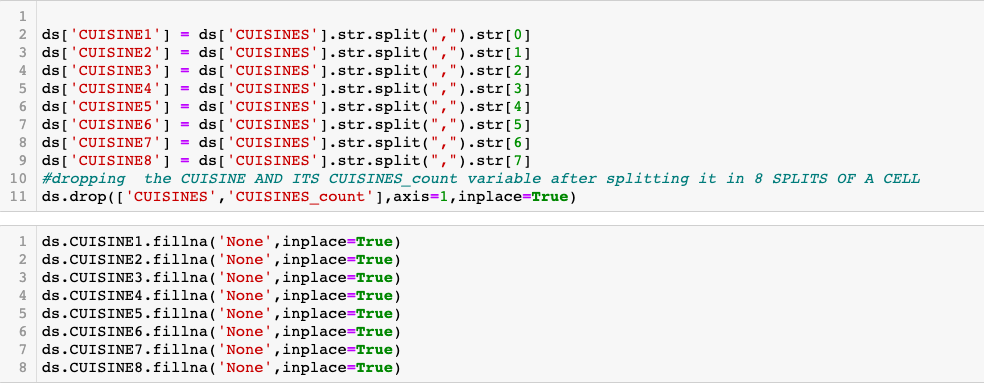 1
2 ds['CUISINE1'] = ds['CUISINES'].str.split(",").str[0]
3 ds['CUISINE2'] = ds['CUISINES'].str.split(",").str[1]
4 ds['CUISINE3'] = ds['CUISINES'].str.split(",").str[2]
5 ds['CUISINE4'] = ds['CUISINES'].str.split(",").str[3]
6 ds['CUISINE5'] = ds['CUISINES'].str.split(",").str[4]
7 ds['CUISINE6'] = ds['CUISINES'].str.split(",").str[5]
8 ds['CUISINE7'] = ds['CUISINES'].str.split(",").str[6]
9 ds['CUISINE8'] = ds['CUISINES'].str.split(",").str[7]
10 #dropping  the CUISINE AND ITS CUISINES_count variable after splitting it in 8 SPLITS OF A CELL
11 ds.drop(['CUISINES','CUISINES_count'],axis=1,inplace=True)
1 ds.CUISINE1.fillna('None',inplace=True)
2 ds.CUISINE2.fillna('None',inplace=True)
3 ds.CUISINE3.fillna('None',inplace=True)
4 ds.CUISINE4.fillna('None',inplace=True)
5 ds.CUISINE5.fillna('None',inplace=True)
6 ds.CUISINE6.fillna('None',inplace=True)
7 ds.CUISINE7.fillna('None',inplace=True)
8 ds.CUISINE8.fillna('None',inplace=True)